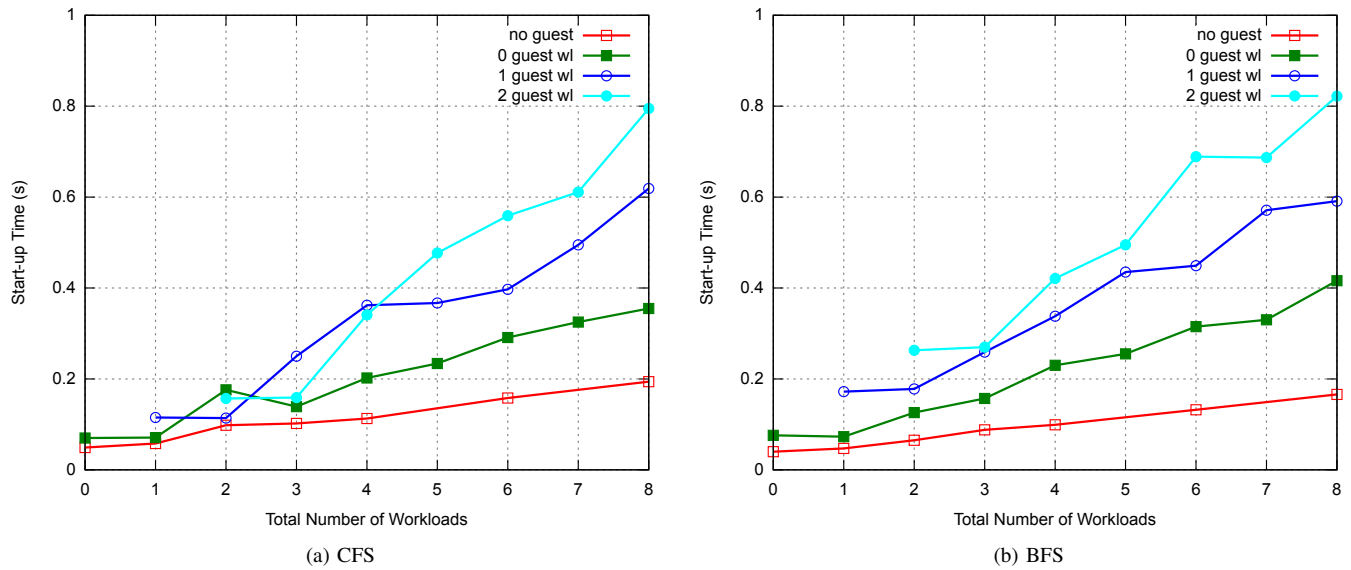 1
0.8
0.6
0.4
0.2
0
Start-up Time (s)
no guest
0 guest wl
1 guest wl
2 guest wl
0 1 2 3 4 5 6 7 8
Total Number of Workloads
(a) CFS
1
0.8
0.6
0.4
0.2
0
Start-up Time (s)
no guest
0 guest wl
1 guest wl
2 guest wl
0 1 2 3 4 5 6 7 8
Total Number of Workloads
(b) BFS